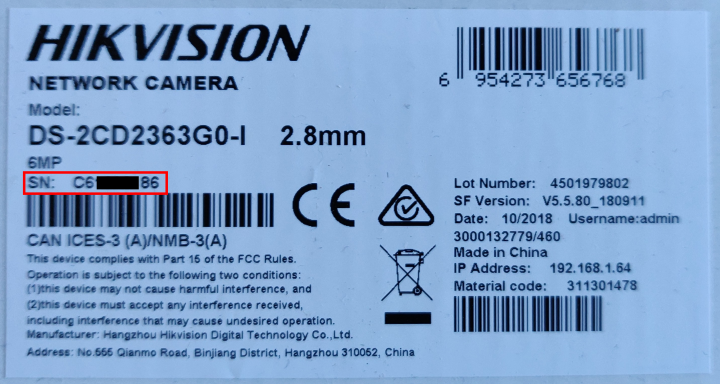 HIKVISION
NETWORK CAMERA
Model:
DS-2CD2363G0-I 2.8mm
6MP
SN: C6 86
CAN ICES-3 (A)/NMB-3(A)
This device complies with Part 15 of the FCC Rules.
Operation is subject to the following two conditions:
(1)this device may not cause harmful interference, and
(2)this device must accept any interference received,
including interference that may cause undesired operation.
Manufacturer: Hangzhou Hikvision Digital Technology Co.,Ltd.
Address: No.555 Qianmo Road, Binjiang District, Hangzhou 310052, China
6 954273 656768
CE
Lot Number: 4501979802
SF Version: V5.5.80_180911
Date: 10/2018 Username:admin
3000132779/460
Made in China
IP Address: 192.168.1.64
Material code: 311301478